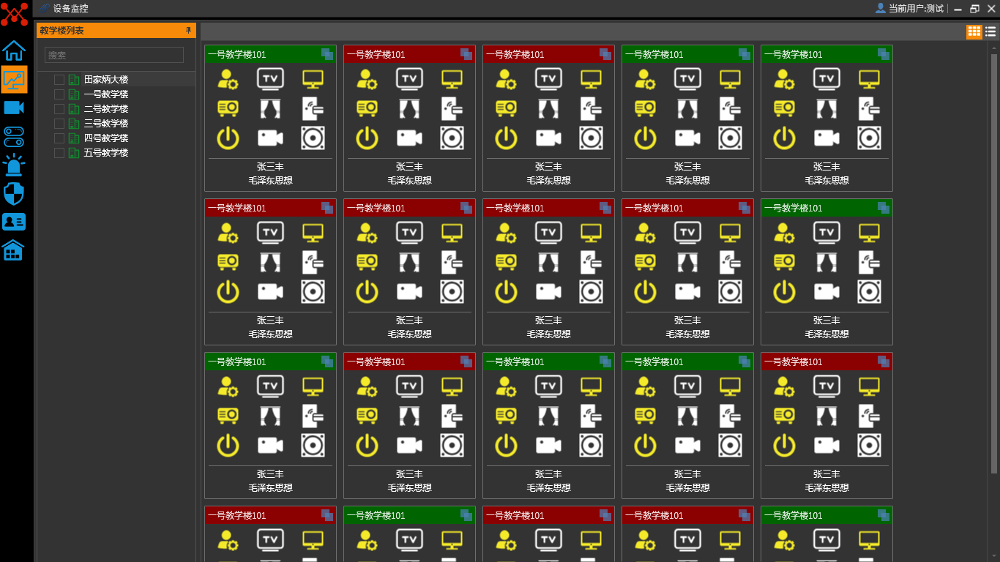 设备监控
当前用户:测试
教学楼列表
搜索
田家炳大楼
一号教学楼
二号教学楼
三号教学楼
四号教学楼
五号教学楼
一号教学楼101 一号教学楼101 一号教学楼101 一号教学楼101 一号教学楼101
TV TV TV TV TV
张三丰 张三丰 张三丰 张三丰 张三丰
毛泽东思想 毛泽东思想 毛泽东思想 毛泽东思想 毛泽东思想
一号教学楼101 一号教学楼101 一号教学楼101 一号教学楼101 一号教学楼101
TV TV TV TV TV
张三丰 张三丰 张三丰 张三丰 张三丰
毛泽东思想 毛泽东思想 毛泽东思想 毛泽东思想 毛泽东思想
一号教学楼101 一号教学楼101 一号教学楼101 一号教学楼101 一号教学楼101
TV TV TV TV TV
张三丰 张三丰 张三丰 张三丰 张三丰
毛泽东思想 毛泽东思想 毛泽东思想 毛泽东思想 毛泽东思想
一号教学楼101 一号教学楼101 一号教学楼101 一号教学楼101 一号教学楼101
TV TV TV TV TV